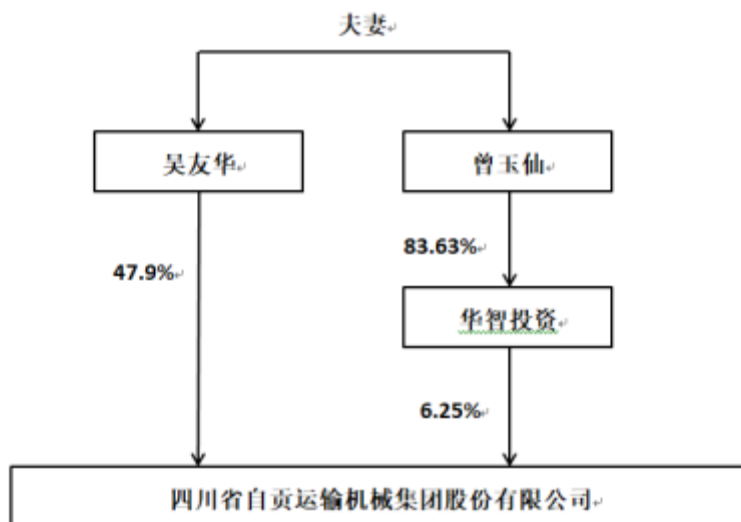 夫妻
吴友华
曾玉仙
83.63%
47.9%
华智投资
6.25%
四川省自贡运输机械集团股份有限公司